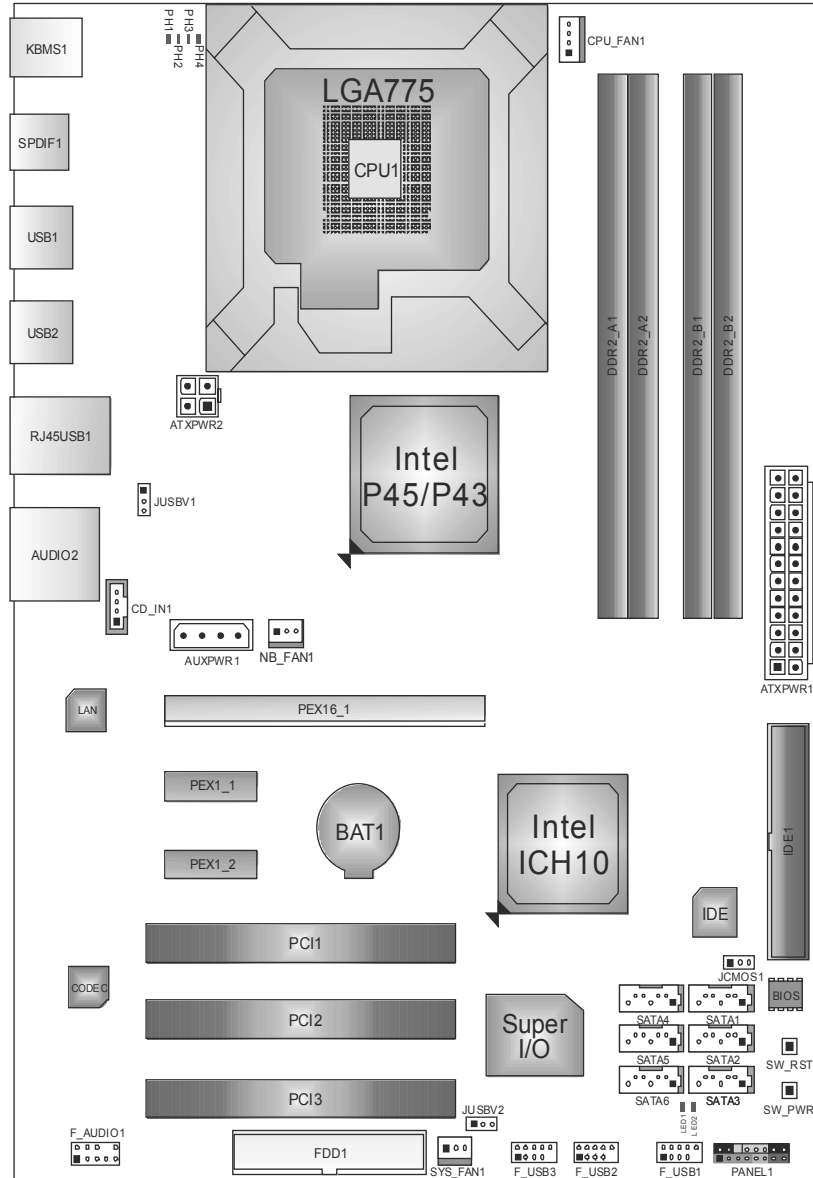 PH1
PH2
PH3
PH4
KBMS1
CPU_FAN1
LGA775
CPU1
SPDIF1
USB1
USB2
DDR2_A1
DDR2_A2
DDR2_B1
DDR2_B2
ATXPWR2
RJ45USB1
Intel
P45/P43
JUSBV1
AUDIO2
CD_IN1
AUXPWR1
NB_FAN1
ATXPWR1
LAN
PEX16_1
PEX1_1
BAT1
Intel
ICH10
IDE1
PEX1_2
IDE
PCI1
JCMOS1
CODEC
BIOS
PCI2
Super
I/O
SATA4
SATA1
SATA5
SATA2
SW_RST
SATA6
SATA3
SW_PWR
PCI3
LED1
LED2
JUSBV2
F_AUDIO1
FDD1
SYS_FAN1
F_USB3
F_USB2
F_USB1
PANEL1